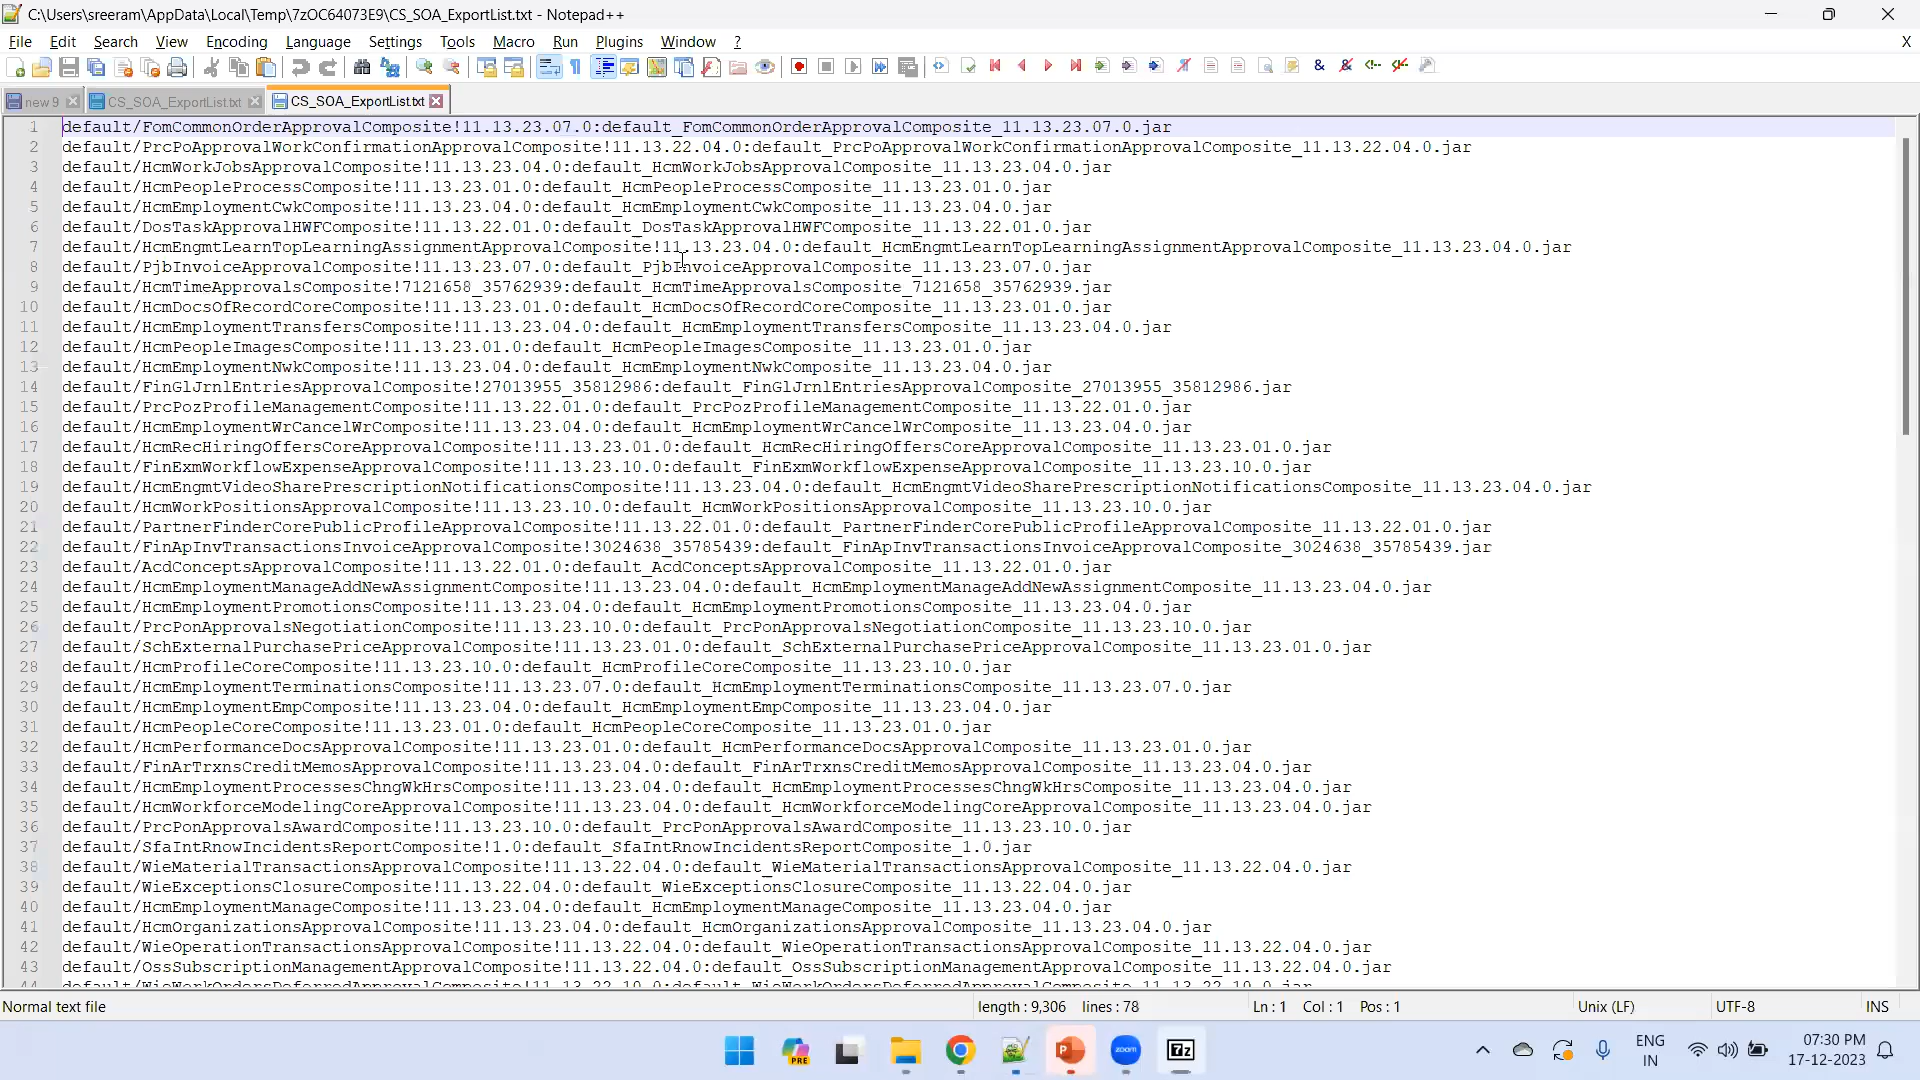 C:\Users\sreeram\AppData\Local\Temp\7zOC64073E9\CS_SOA_ExportList.txt - Notepad++
File Edit Search View Encoding Language Settings Tools Macro Run Plugins Window ? X
new 9 CS_SOA_ExportList.txt CS_SOA_ExportList.txt
1 default/FomCommonOrderApprovalComposite!11.13.23.07.0:default_FomCommonOrderApprovalComposite_11.13.23.07.0.jar
2 default/PrcPoApprovalWorkConfirmationApprovalComposite!11.13.22.04.0:default_PrcPoApprovalWorkConfirmationApprovalComposite_11.13.22.04.0.jar
3 default/HcmWorkJobsApprovalComposite!11.13.23.04.0:default_HcmWorkJobsApprovalComposite_11.13.23.04.0.jar
4 default/HcmPeopleProcessComposite!11.13.23.01.0:default_HcmPeopleProcessComposite_11.13.23.01.0.jar
5 default/HcmEmploymentCwkComposite!11.13.23.04.0:default_HcmEmploymentCwkComposite_11.13.23.04.0.jar
6 default/DosTaskApprovalHWFComposite!11.13.22.01.0:default_DosTaskApprovalHWFComposite_11.13.22.01.0.jar
7 default/HcmEngmtLearnTopLearningAssignmentApprovalComposite!11.13.23.04.0:default_HcmEngmtLearnTopLearningAssignmentApprovalComposite_11.13.23.04.0.jar
8 default/PjbInvoiceApprovalComposite!11.13.23.07.0:default_PjbInvoiceApprovalComposite_11.13.23.07.0.jar
9 default/HcmTimeApprovalsComposite!7121658_35762939:default_HcmTimeApprovalsComposite_7121658_35762939.jar
10 default/HcmDocsOfRecordCoreComposite!11.13.23.01.0:default_HcmDocsOfRecordCoreComposite_11.13.23.01.0.jar
11 default/HcmEmploymentTransfersComposite!11.13.23.04.0:default_HcmEmploymentTransfersComposite_11.13.23.04.0.jar
12 default/HcmPeopleImagesComposite!11.13.23.01.0:default_HcmPeopleImagesComposite_11.13.23.01.0.jar
13 default/HcmEmploymentNwkComposite!11.13.23.04.0:default_HcmEmploymentNwkComposite_11.13.23.04.0.jar
14 default/FinGlJrnlEntriesApprovalComposite!27013955_35812986:default_FinGlJrnlEntriesApprovalComposite_27013955_35812986.jar
15 default/PrcPozProfileManagementComposite!11.13.22.01.0:default_PrcPozProfileManagementComposite_11.13.22.01.0.jar
16 default/HcmEmploymentWrCancelWrComposite!11.13.23.04.0:default_HcmEmploymentWrCancelWrComposite_11.13.23.04.0.jar
17 default/HcmRecHiringOffersCoreApprovalComposite!11.13.23.01.0:default_HcmRecHiringOffersCoreApprovalComposite_11.13.23.01.0.jar
18 default/FinExmWorkflowExpenseApprovalComposite!11.13.23.10.0:default_FinExmWorkflowExpenseApprovalComposite_11.13.23.10.0.jar
19 default/HcmEngmtVideoSharePrescriptionNotificationsComposite!11.13.23.04.0:default_HcmEngmtVideoSharePrescriptionNotificationsComposite_11.13.23.04.0.jar
20 default/HcmWorkPositionsApprovalComposite!11.13.23.10.0:default_HcmWorkPositionsApprovalComposite_11.13.23.10.0.jar
21 default/PartnerFinderCorePublicProfileApprovalComposite!11.13.22.01.0:default_PartnerFinderCorePublicProfileApprovalComposite_11.13.22.01.0.jar
22 default/FinApInvTransactionsInvoiceApprovalComposite!3024638_35785439:default_FinApInvTransactionsInvoiceApprovalComposite_3024638_35785439.jar
23 default/AcdConceptsApprovalComposite!11.13.22.01.0:default_AcdConceptsApprovalComposite_11.13.22.01.0.jar
24 default/HcmEmploymentManageAddNewAssignmentComposite!11.13.23.04.0:default_HcmEmploymentManageAddNewAssignmentComposite_11.13.23.04.0.jar
25 default/HcmEmploymentPromotionsComposite!11.13.23.04.0:default_HcmEmploymentPromotionsComposite_11.13.23.04.0.jar
26 default/PrcPonApprovalsNegotiationComposite!11.13.23.10.0:default_PrcPonApprovalsNegotiationComposite_11.13.23.10.0.jar
27 default/SchExternalPurchasePriceApprovalComposite!11.13.23.01.0:default_SchExternalPurchasePriceApprovalComposite_11.13.23.01.0.jar
28 default/HcmProfileCoreComposite!11.13.23.10.0:default_HcmProfileCoreComposite_11.13.23.10.0.jar
29 default/HcmEmploymentTerminationsComposite!11.13.23.07.0:default_HcmEmploymentTerminationsComposite_11.13.23.07.0.jar
30 default/HcmEmploymentEmpComposite!11.13.23.04.0:default_HcmEmploymentEmpComposite_11.13.23.04.0.jar
31 default/HcmPeopleCoreComposite!11.13.23.01.0:default_HcmPeopleCoreComposite_11.13.23.01.0.jar
32 default/HcmPerformanceDocsApprovalComposite!11.13.23.01.0:default_HcmPerformanceDocsApprovalComposite_11.13.23.01.0.jar
33 default/FinArTrxnsCreditMemosApprovalComposite!11.13.23.04.0:default_FinArTrxnsCreditMemosApprovalComposite_11.13.23.04.0.jar
34 default/HcmEmploymentProcessesChngWkHrsComposite!11.13.23.04.0:default_HcmEmploymentProcessesChngWkHrsComposite_11.13.23.04.0.jar
35 default/HcmWorkforceModelingCoreApprovalComposite!11.13.23.04.0:default_HcmWorkforceModelingCoreApprovalComposite_11.13.23.04.0.jar
36 default/PrcPonApprovalsAwardComposite!11.13.23.10.0:default_PrcPonApprovalsAwardComposite_11.13.23.10.0.jar
37 default/SfaIntRnowIncidentsReportComposite!1.0:default_SfaIntRnowIncidentsReportComposite_1.0.jar
38 default/WieMaterialTransactionsApprovalComposite!11.13.22.04.0:default_WieMaterialTransactionsApprovalComposite_11.13.22.04.0.jar
39 default/WieExceptionsClosureComposite!11.13.22.04.0:default_WieExceptionsClosureComposite_11.13.22.04.0.jar
40 default/HcmEmploymentManageComposite!11.13.23.04.0:default_HcmEmploymentManageComposite_11.13.23.04.0.jar
41 default/HcmOrganizationsApprovalComposite!11.13.23.04.0:default_HcmOrganizationsApprovalComposite_11.13.23.04.0.jar
42 default/WieOperationTransactionsApprovalComposite!11.13.22.04.0:default_WieOperationTransactionsApprovalComposite_11.13.22.04.0.jar
43 default/OssSubscriptionManagementApprovalComposite!11.13.22.04.0:default_OssSubscriptionManagementApprovalComposite_11.13.22.04.0.jar
44 default/WieWorkOrdersDeferredApprovalComposite!11.13.22.10.0:default_WieWorkOrdersDeferredApprovalComposite_11.13.22.10.0.jar
Normal text file length : 9,306 lines : 78 Ln : 1 Col : 1 Pos : 1 Unix (LF) UTF-8 INS
PRE zoom 7z ENG IN 07:30 PM
17-12-2023